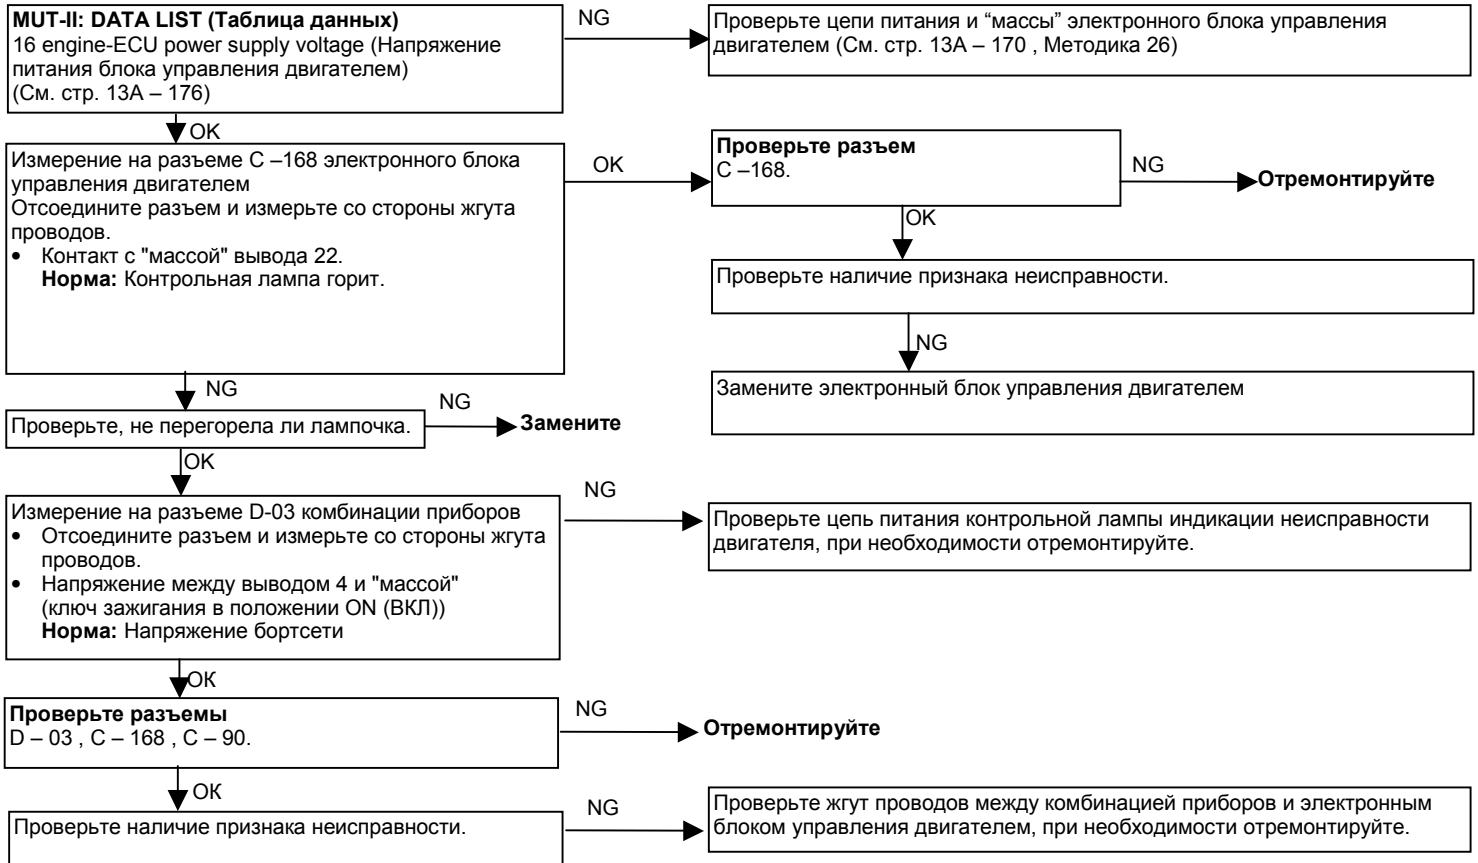 MUT-II: DATA LIST (Таблица данных)
16 engine-ECU power supply voltage (Напряжение
питания блока управления двигателем)
(См. стр. 13A – 176)
NG
Проверьте цепи питания и “массы” электронного блока управления
двигателем (См. стр. 13A – 170 , Методика 26)
OK
Измерение на разъеме C –168 электронного блока
управления двигателем
Отсоедините разъем и измерьте со стороны жгута
проводов.
• Контакт с "массой" вывода 22.
Норма: Контрольная лампа горит.
OK
Проверьте разъем
C –168.
NG
Отремонтируйте
OK
Проверьте наличие признака неисправности.
NG
Замените электронный блок управления двигателем
NG
Проверьте, не перегорела ли лампочка.
NG
Замените
OK
Измерение на разъеме D-03 комбинации приборов
• Отсоедините разъем и измерьте со стороны жгута
проводов.
• Напряжение между выводом 4 и "массой"
(ключ зажигания в положении ON (ВКЛ))
Норма: Напряжение бортсети
NG
Проверьте цепь питания контрольной лампы индикации неисправности
двигателя, при необходимости отремонтируйте.
OK
Проверьте разъемы
D – 03 , C – 168 , C – 90.
NG
Отремонтируйте
OK
Проверьте наличие признака неисправности.
NG
Проверьте жгут проводов между комбинацией приборов и электронным
блоком управления двигателем, при необходимости отремонтируйте.